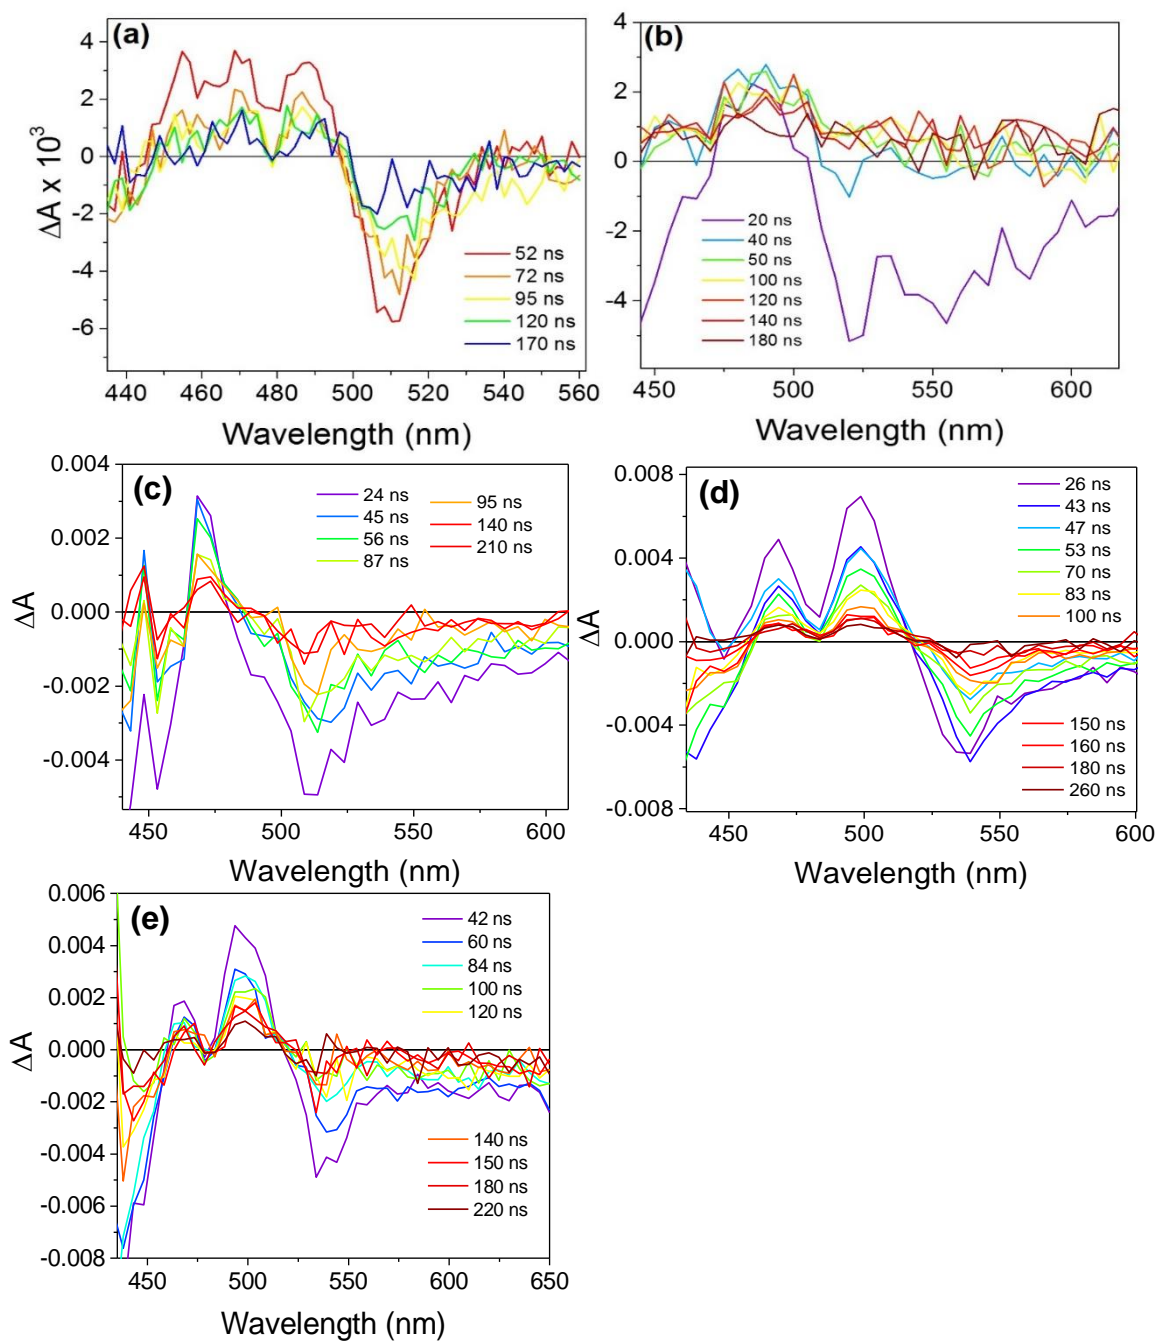 (a)
4
2
0
-2
-4
-6
ΔA x 10³
52 ns
72 ns
95 ns
120 ns
170 ns
440 460 480 500 520 540 560
Wavelength (nm)
(b)
4
2
0
-2
-4
20 ns
40 ns
50 ns
100 ns
120 ns
140 ns
180 ns
450 500 550 600
Wavelength (nm)
(c)
0.004
0.002
0.000
-0.002
-0.004
ΔA
24 ns
45 ns
56 ns
87 ns
95 ns
140 ns
210 ns
450 500 550 600
Wavelength (nm)
(d)
0.008
0.004
0.000
-0.004
-0.008
ΔA
26 ns
43 ns
47 ns
53 ns
70 ns
83 ns
100 ns
150 ns
160 ns
180 ns
260 ns
450 500 550 600
Wavelength (nm)
(e)
0.006
0.004
0.002
0.000
-0.002
-0.004
-0.006
-0.008
ΔA
42 ns
60 ns
84 ns
100 ns
120 ns
140 ns
150 ns
180 ns
220 ns
450 500 550 600 650
Wavelength (nm)